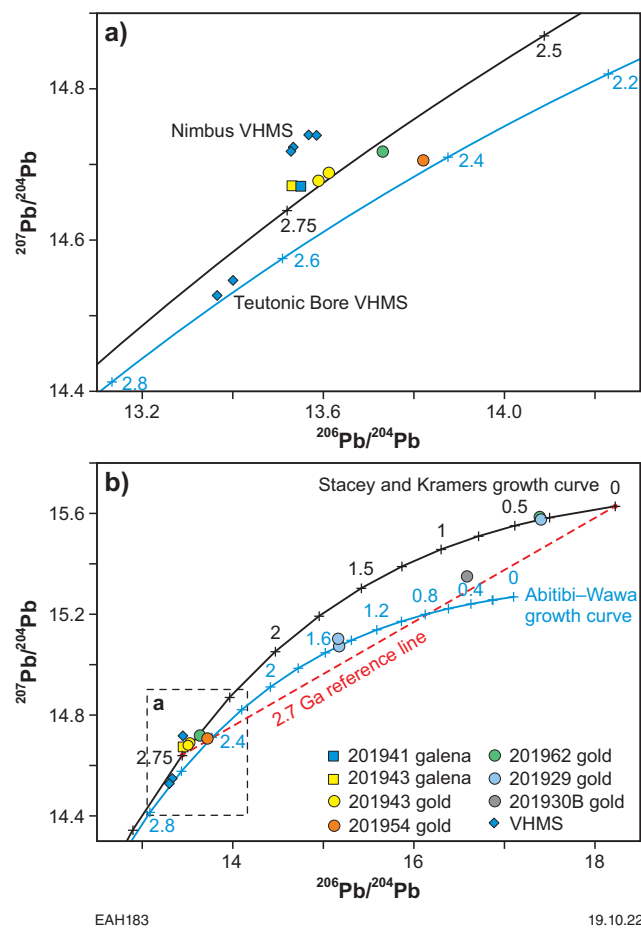 a)
2.5
2.2
14.8
Nimbus VHMS
2.4
207Pb/204Pb
2.75
14.6
2.6
Teutonic Bore VHMS
2.8
14.4
13.2
13.6
14.0
206Pb/204Pb
b)
Stacey and Kramers growth curve
0
0.5
15.6
1
1.5
0
0.4
0.8
Abitibi–Wawa
growth curve
15.2
1.2
2
1.6
207Pb/204Pb
2
2.7 Ga reference line
a
2.4
14.8
2.75
201941 galena
201943 galena
201943 gold
201954 gold
201962 gold
201929 gold
201930B gold
VHMS
2.8
14.4
14
16
18
206Pb/204Pb
EAH183
19.10.22